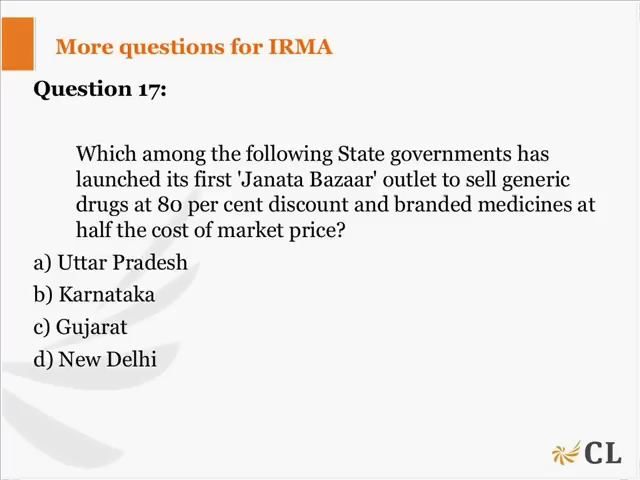 More questions for IRMA
Question 17:
Which among the following State governments has
launched its first 'Janata Bazaar' outlet to sell generic
drugs at 80 per cent discount and branded medicines at
half the cost of market price?
a) Uttar Pradesh
b) Karnataka
c) Gujarat
d) New Delhi
CL